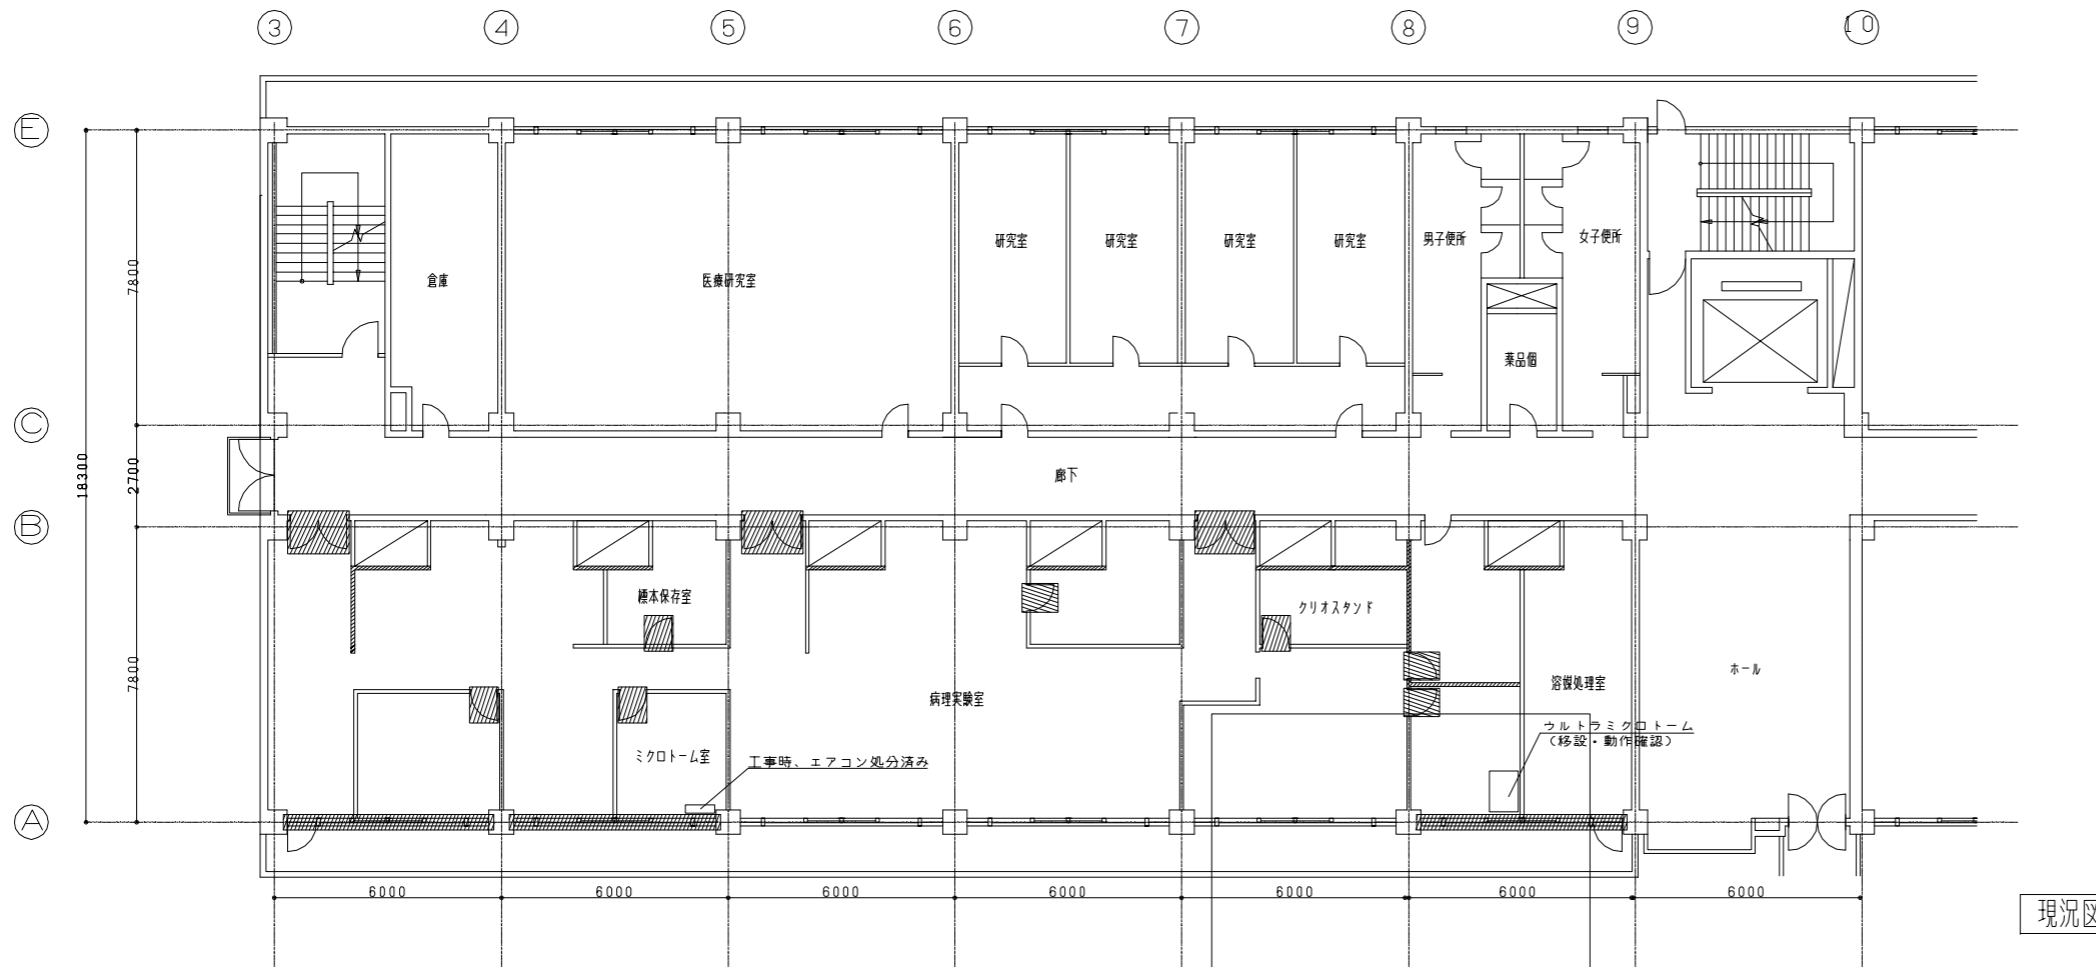 3 4 5 6 7 8 9 10
E
C
B
A
7800
2700
7800
18300
倉庫
医療研究室
研究室
研究室
研究室
研究室
男子便所
女子便所
薬品個
廊下
標本保存室
クリオスタンド
病理実験室
溶媒処理室
ホール
ミクロトーム室
工事時、エアコン処分済み
ウルトラミクロトーム
（移設・動作確認）
6000 6000 6000 6000 6000 6000 6000
現況図